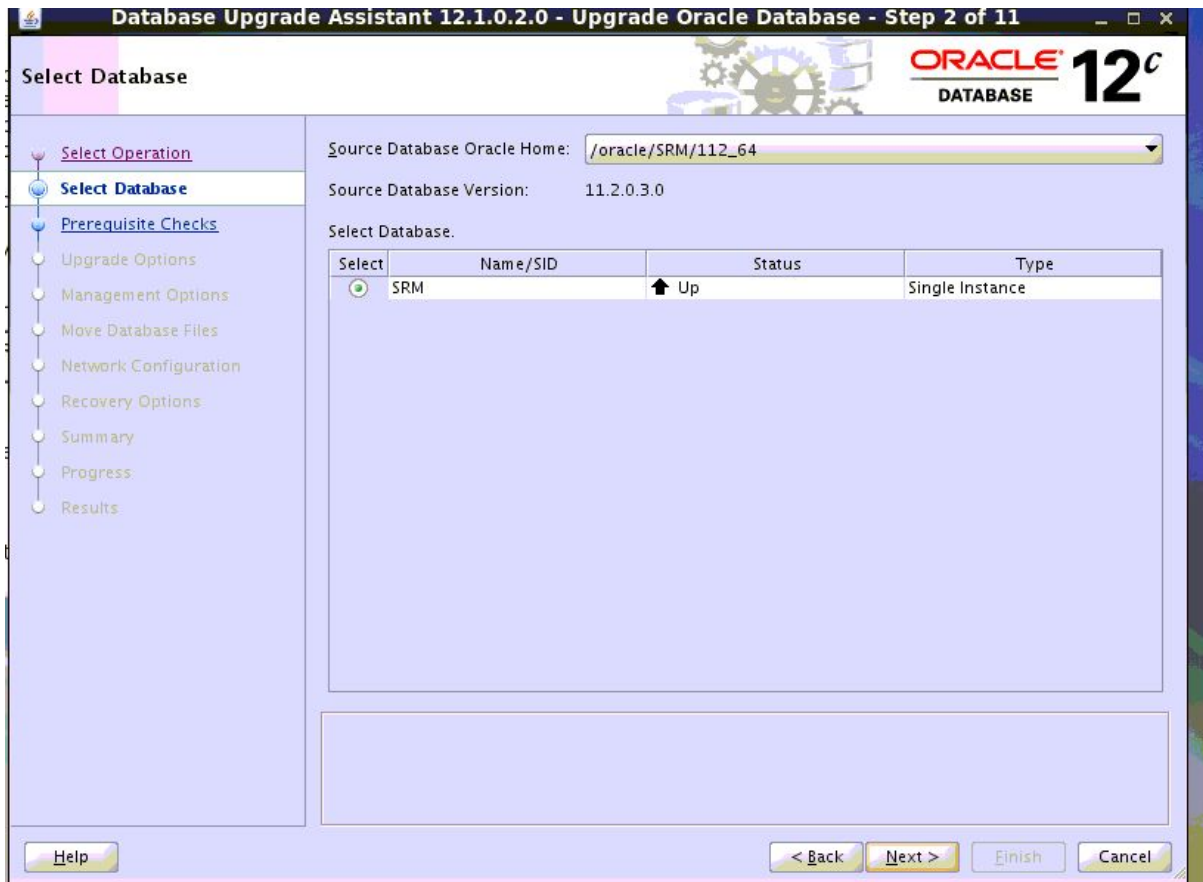 Database Upgrade Assistant 12.1.0.2.0 - Upgrade Oracle Database - Step 2 of 11
Select Database
ORACLE
DATABASE
12c
Select Operation
Select Database
Prerequisite Checks
Upgrade Options
Management Options
Move Database Files
Network Configuration
Recovery Options
Summary
Progress
Results
Source Database Oracle Home: /oracle/SRM/112_64
Source Database Version: 11.2.0.3.0
Select Database.
Select Name/SID Status Type
SRM Up Single Instance
Help < Back Next > Finish Cancel